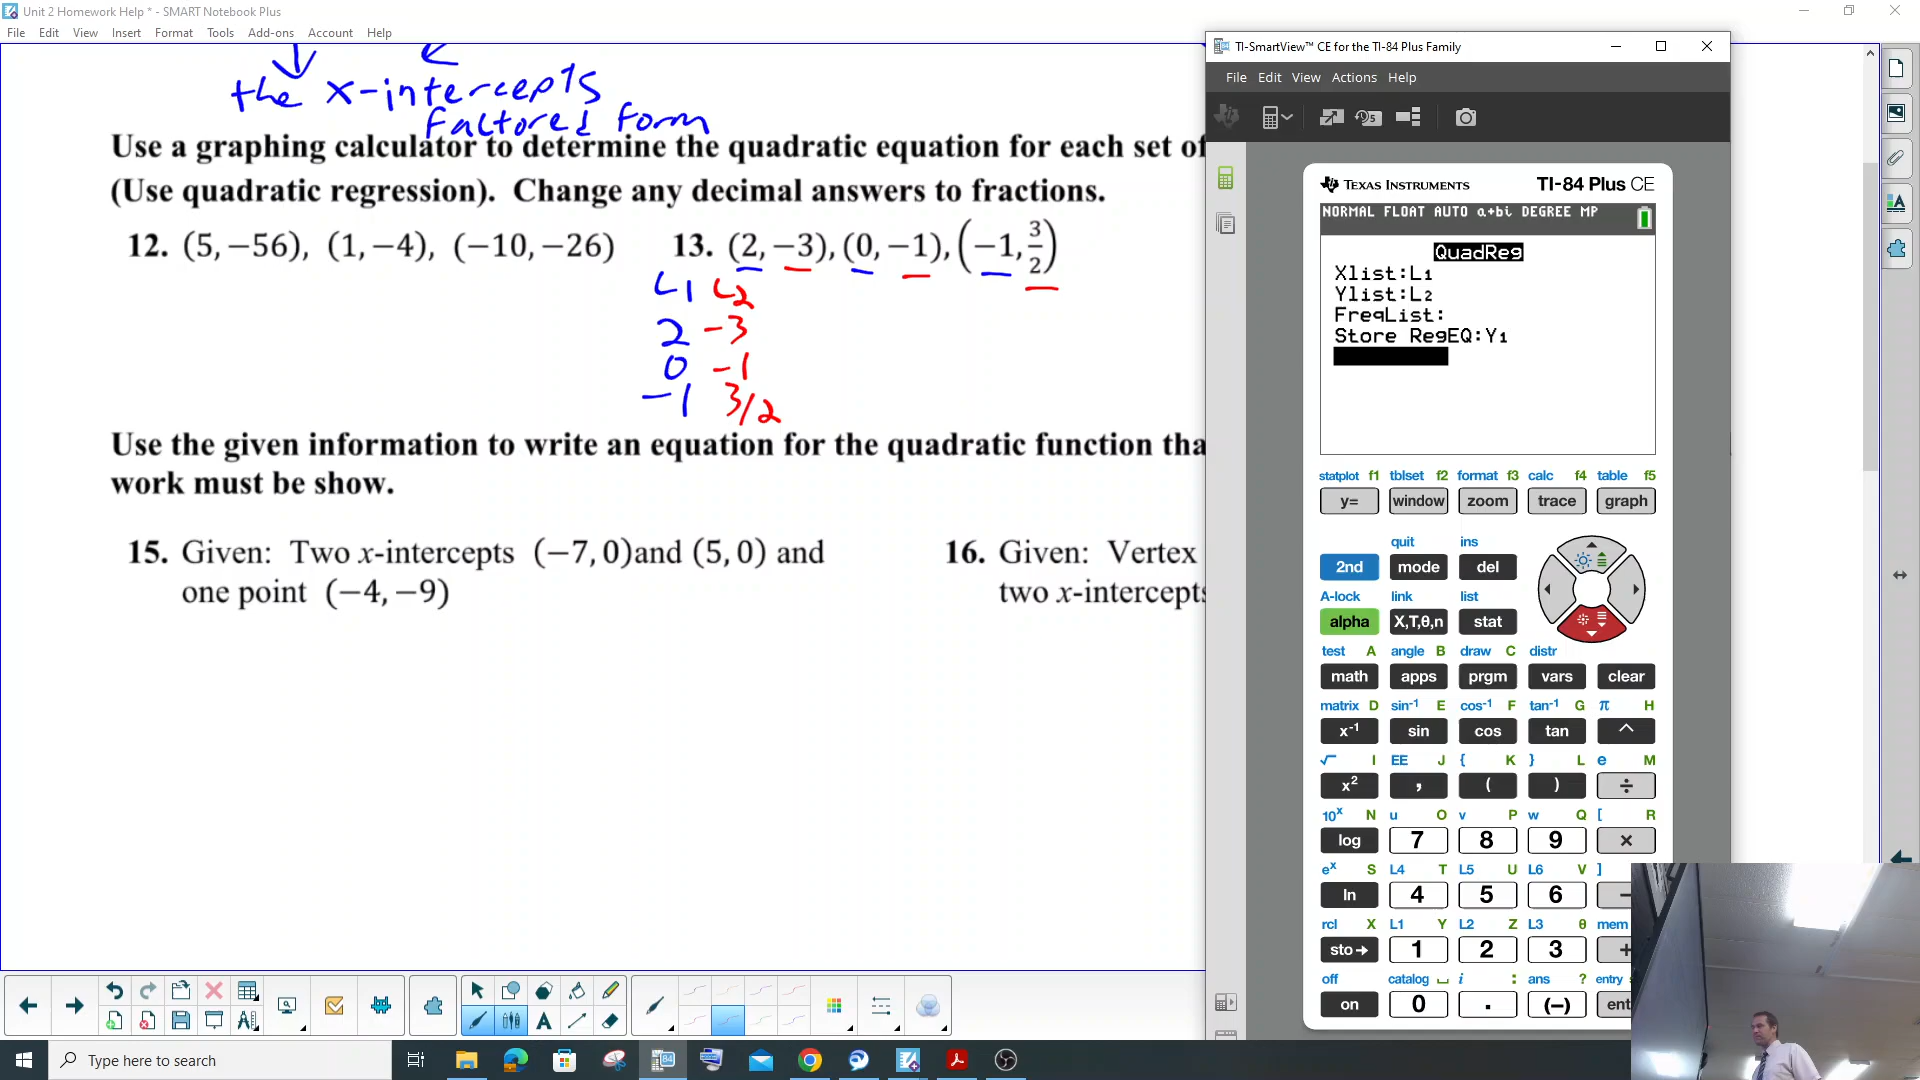 Unit 2 Homework Help * - SMART Notebook Plus
File Edit View Insert Format Tools Add-ons Account Help
the x-intercepts
Factored form
Use a graphing calculator to determine the quadratic equation for each set of
(Use quadratic regression). Change any decimal answers to fractions.
12. (5, −56), (1, −4), (−10, −26)
13. (2, −3), (0, −1), (−1, 3/2)
L1 L2
2 -3
0 -1
-1 3/2
Use the given information to write an equation for the quadratic function tha
work must be show.
15. Given: Two x-intercepts (−7, 0)and (5, 0) and
one point (−4, −9)
16. Given: Vertex
two x-intercepts
TI-SmartView™ CE for the TI-84 Plus Family
File Edit View Actions Help
TEXAS INSTRUMENTS TI-84 Plus CE
NORMAL FLOAT AUTO a+bi DEGREE MP
QuadReg
Xlist:L1
Ylist:L2
FreqList:
Store RegEQ:Y1
statplot f1 tblset f2 format f3 calc f4 table f5
y= window zoom trace graph
quit ins
2nd mode del
A-lock link list
alpha X,T,θ,n stat
test A angle B draw C distr
math apps prgm vars clear
matrix D sin⁻¹ E cos⁻¹ F tan⁻¹ G π H
x⁻¹ sin cos tan ^
√ I EE J { K } L e M
x² , ( ) ÷
10ˣ N u O v P w Q [ R
log 7 8 9 ×
eˣ S L4 T L5 U L6 V ]
ln 4 5 6 −
rcl X L1 Y L2 Z L3 θ mem
sto→ 1 2 3 +
off catalog i : ans ? entry
on 0 . (−) ent
Type here to search